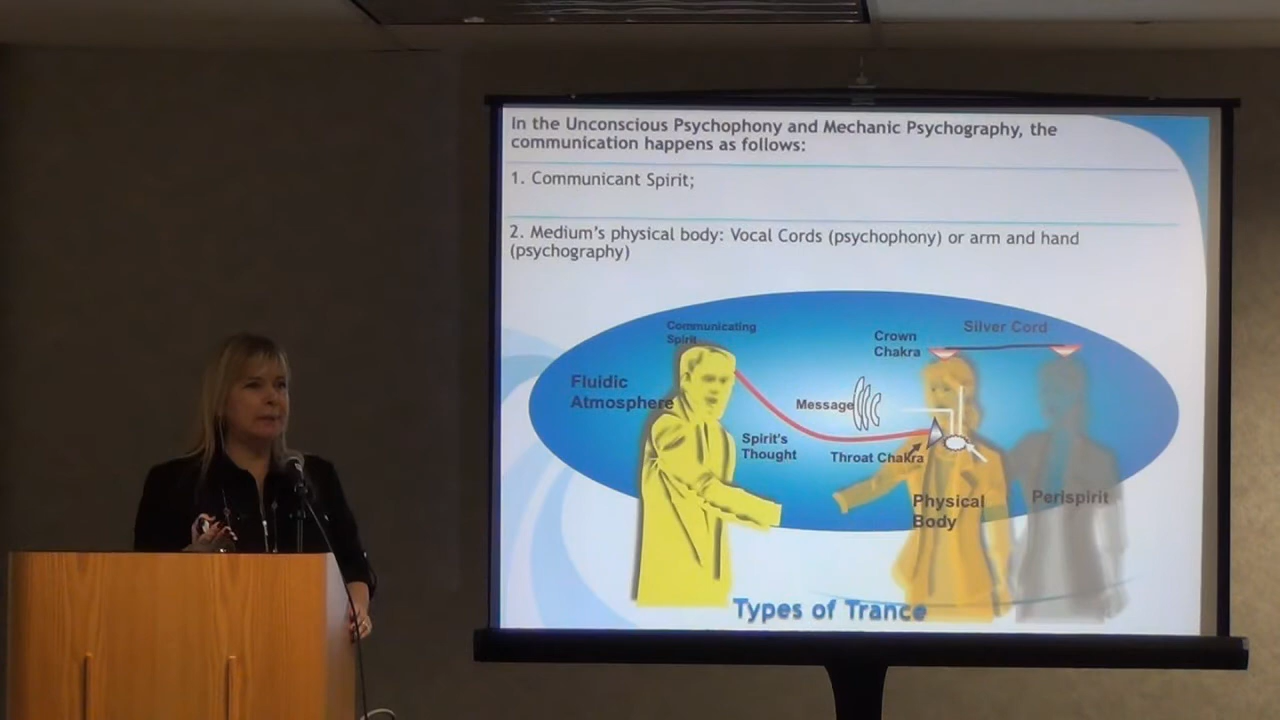 In the Unconscious Psychophony and Mechanic Psychography, the
communication happens as follows:
1. Communicant Spirit;
2. Medium's physical body: Vocal Cords (psychophony) or arm and hand
(psychography)
Communicating
Spirit
Silver Cord
Crown
Chakra
Fluidic
Atmosphere
Message
Spirit's
Thought
Throat Chakra
Physical
Body
Perispirit
Types of Trance